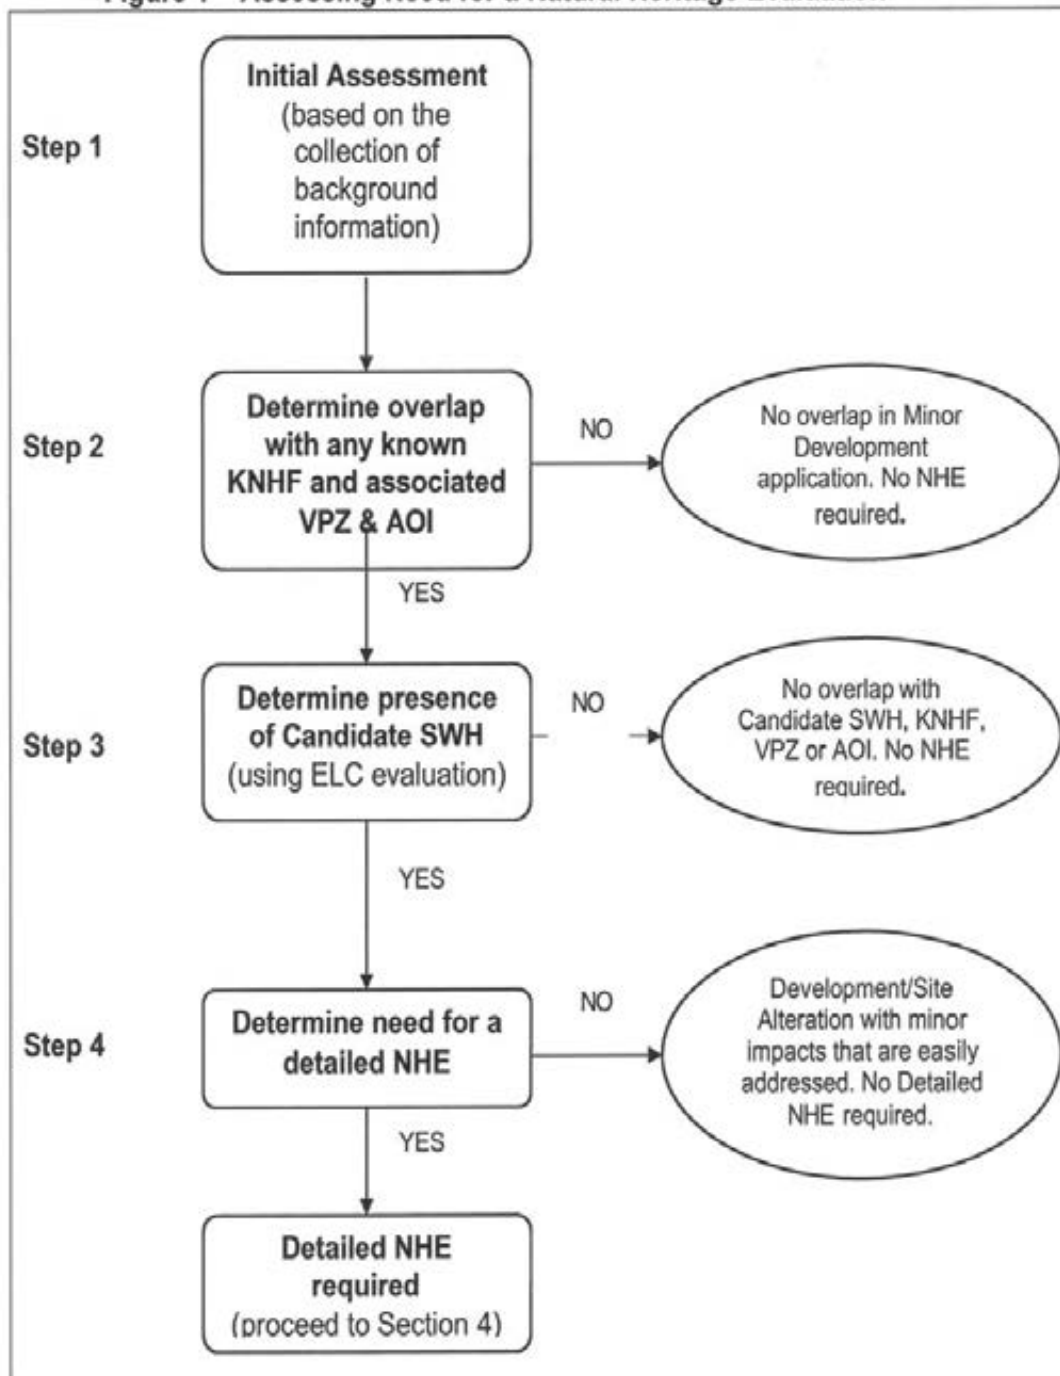 Step 1
Initial Assessment
(based on the
collection of
background
information)
Step 2
Determine overlap
with any known
KNHF and associated
VPZ & AOI
NO
No overlap in Minor
Development
application. No NHE
required.
YES
Step 3
Determine presence
of Candidate SWH
(using ELC evaluation)
NO
No overlap with
Candidate SWH, KNHF,
VPZ or AOI. No NHE
required.
YES
Step 4
Determine need for a
detailed NHE
NO
Development/Site
Alteration with minor
impacts that are easily
addressed. No Detailed
NHE required.
YES
Detailed NHE
required
(proceed to Section 4)